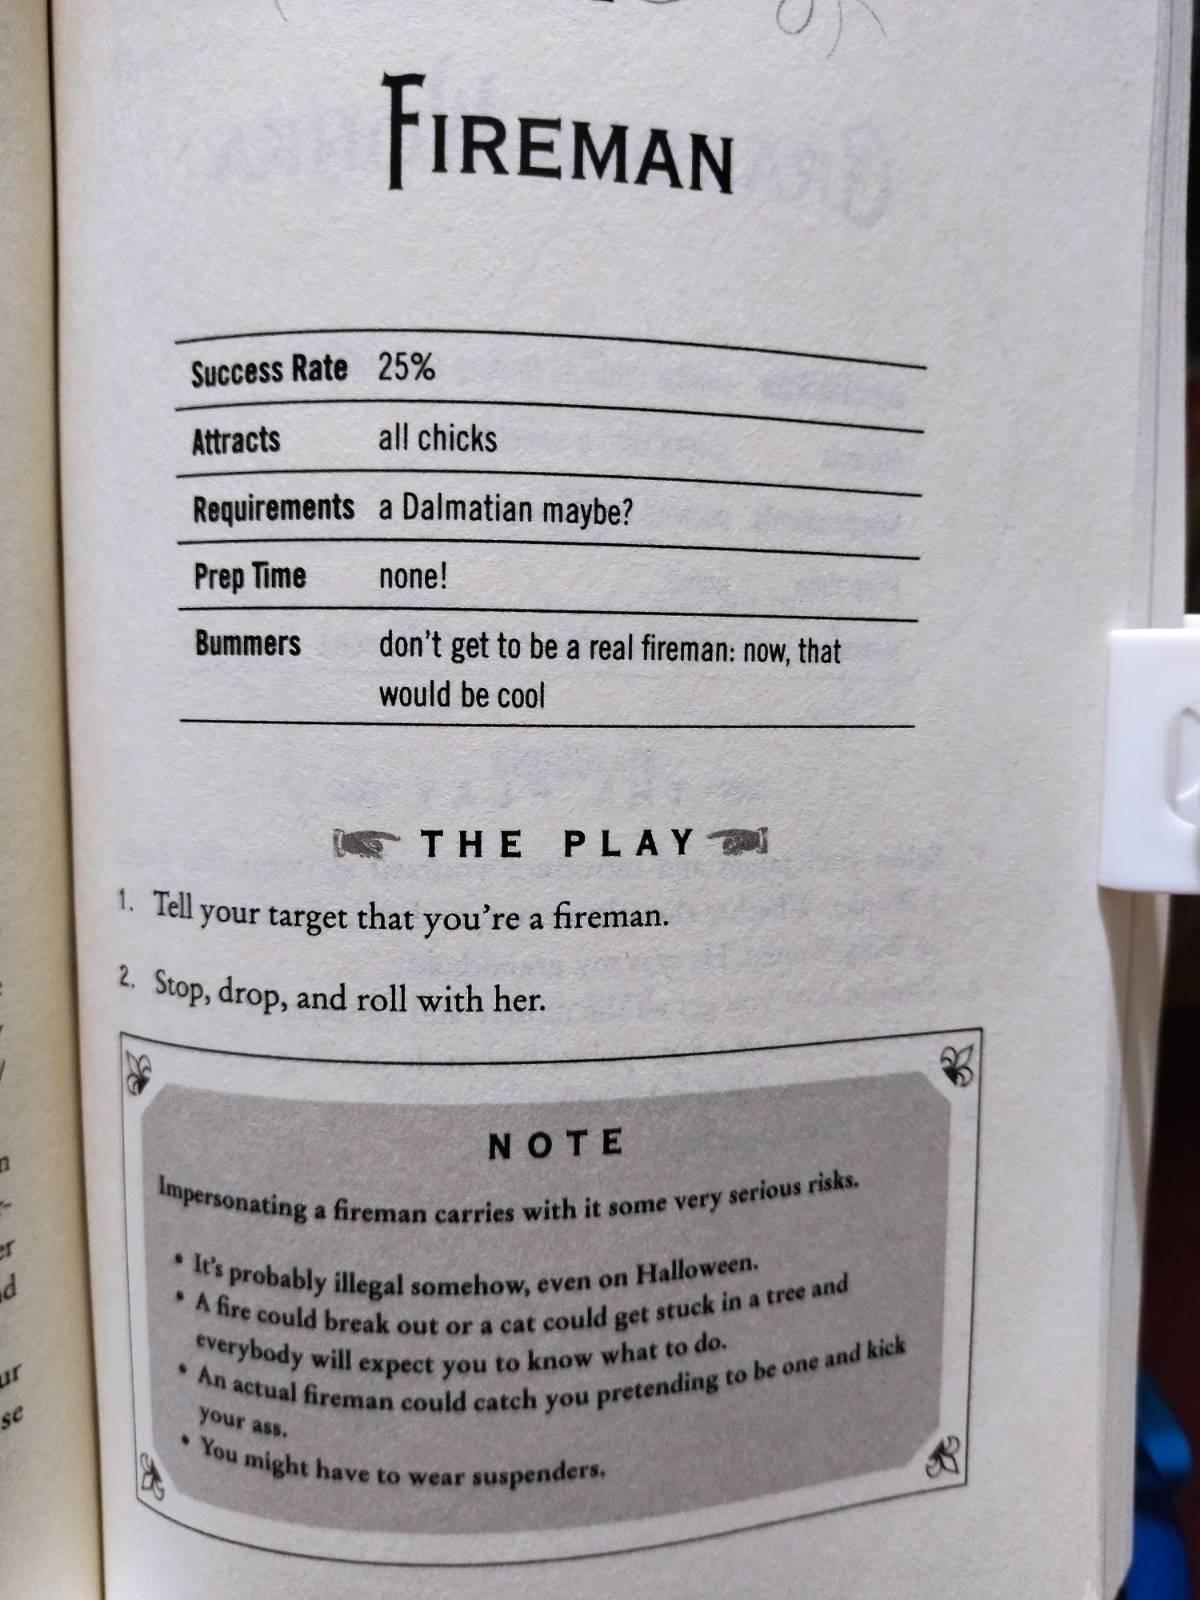 FIREMAN
Success Rate 25%
Attracts all chicks
Requirements a Dalmatian maybe?
Prep Time none!
Bummers don't get to be a real fireman: now, that
would be cool
THE PLAY
1. Tell your target that you're a fireman.
2. Stop, drop, and roll with her.
NOTE
Impersonating a fireman carries with it some very serious risks.
• It's probably illegal somehow, even on Halloween.
• A fire could break out or a cat could get stuck in a tree and
everybody will expect you to know what to do.
• An actual fireman could catch you pretending to be one and kick
your ass.
• You might have to wear suspenders.